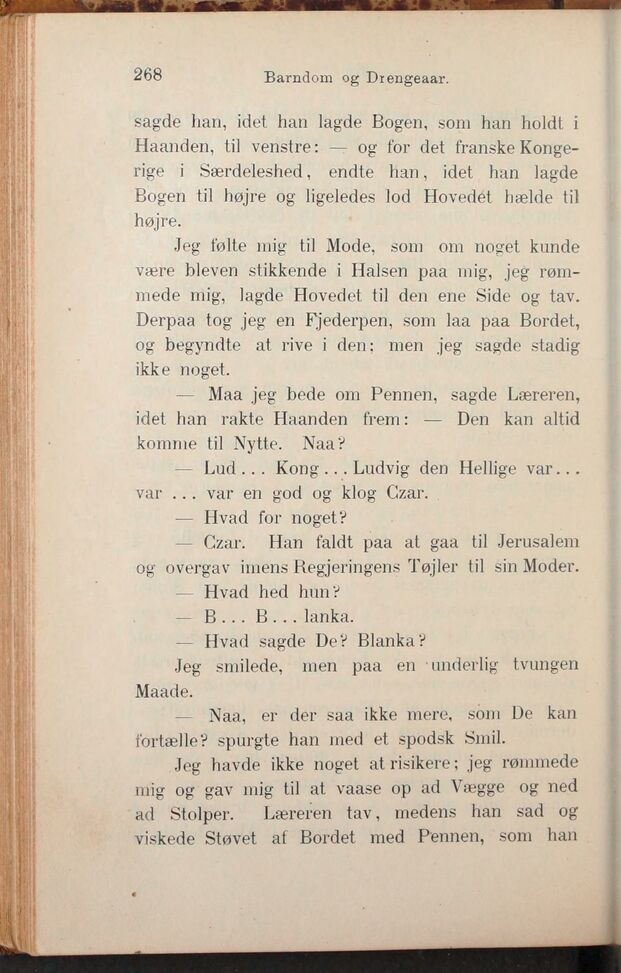 268 Barndom og Drengeaar.
sagde han, idet han lagde Bogen, som han holdt i
Haanden, til venstre: — og for det franske Konge-
rige i Særdeleshed, endte han, idet han lagde
Bogen til højre og ligeledes lod Hovedet hælde til
højre.
Jeg følte mig til Mode, som om noget kunde
være bleven stikkende i Halsen paa mig, jeg røm-
mede mig, lagde Hovedet til den ene Side og tav.
Derpaa tog jeg en Fjederpen, som laa paa Bordet,
og begyndte at rive i den; men jeg sagde stadig
ikke noget.
— Maa jeg bede om Pennen, sagde Læreren,
idet han rakte Haanden frem: — Den kan altid
komme til Nytte. Naa?
— Lud... Kong... Ludvig den Hellige var...
var ... var en god og klog Czar.
— Hvad for noget?
— Czar. Han faldt paa at gaa til Jerusalem
og overgav imens Regjeringens Tøjler til sin Moder.
— Hvad hed hun?
— B... B... lanka.
— Hvad sagde De? Blanka?
Jeg smilede, men paa en underlig tvungen
Maade.
— Naa, er der saa ikke mere, som De kan
fortælle? spurgte han med et spodsk Smil.
Jeg havde ikke noget at risikere; jeg rømmede
mig og gav mig til at vaase op ad Vægge og ned
ad Stolper. Læreren tav, medens han sad og
viskede Støvet af Bordet med Pennen, som han